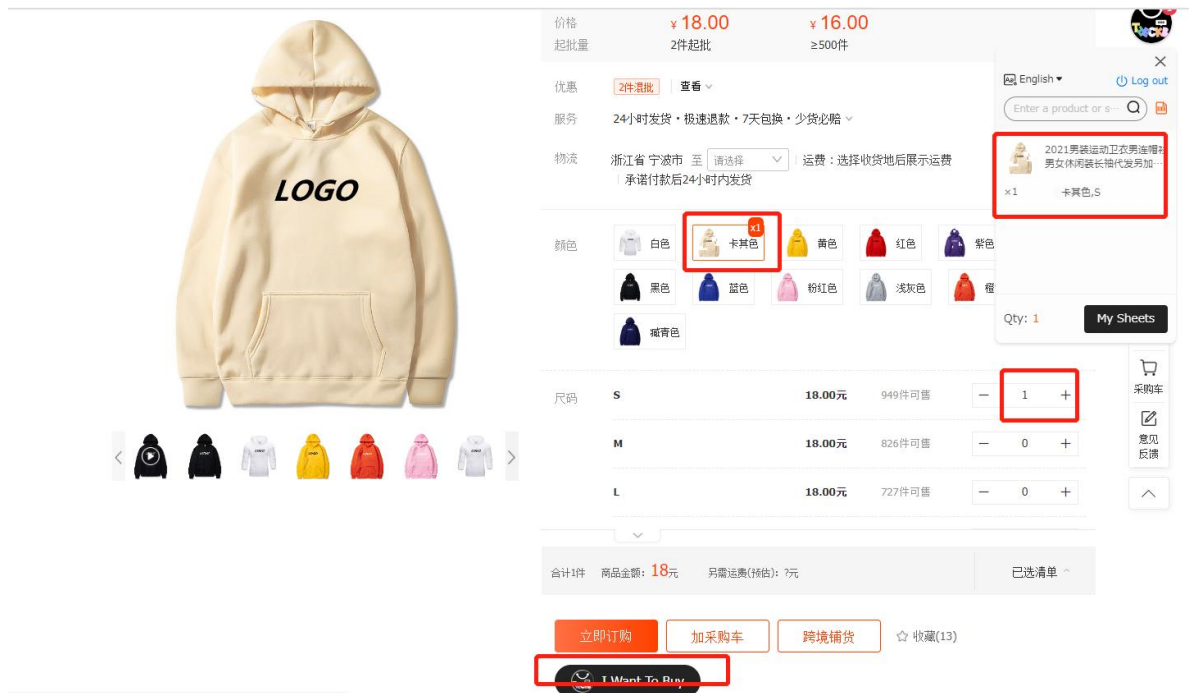 价格 ¥18.00 ¥16.00
起批量 2件起批 ≥500件
优惠 2件混批 查看
服务 24小时发货·极速退款·7天包换·少货必赔
物流 浙江省 宁波市 至 请选择 运费：选择收货地后展示运费
承诺付款后24小时内发货
LOGO
颜色 白色 x1 卡其色 黄色 红色 紫色
黑色 蓝色 粉红色 浅灰色 橙
藏青色
尺码 S 18.00元 949件可售 — 1 +
M 18.00元 826件可售 — 0 +
L 18.00元 727件可售 — 0 +
合计1件 商品金额：18元 另需运费(预估)：?元 已选清单
立即订购 加采购车 跨境铺货 收藏(13)
I Want To Buy
English Log out
Enter a product or s…
2021男装运动卫衣男连帽衫
男女休闲装长袖代发男加…
×1 卡其色,S
Qty: 1 My Sheets
采购车
意见
反馈